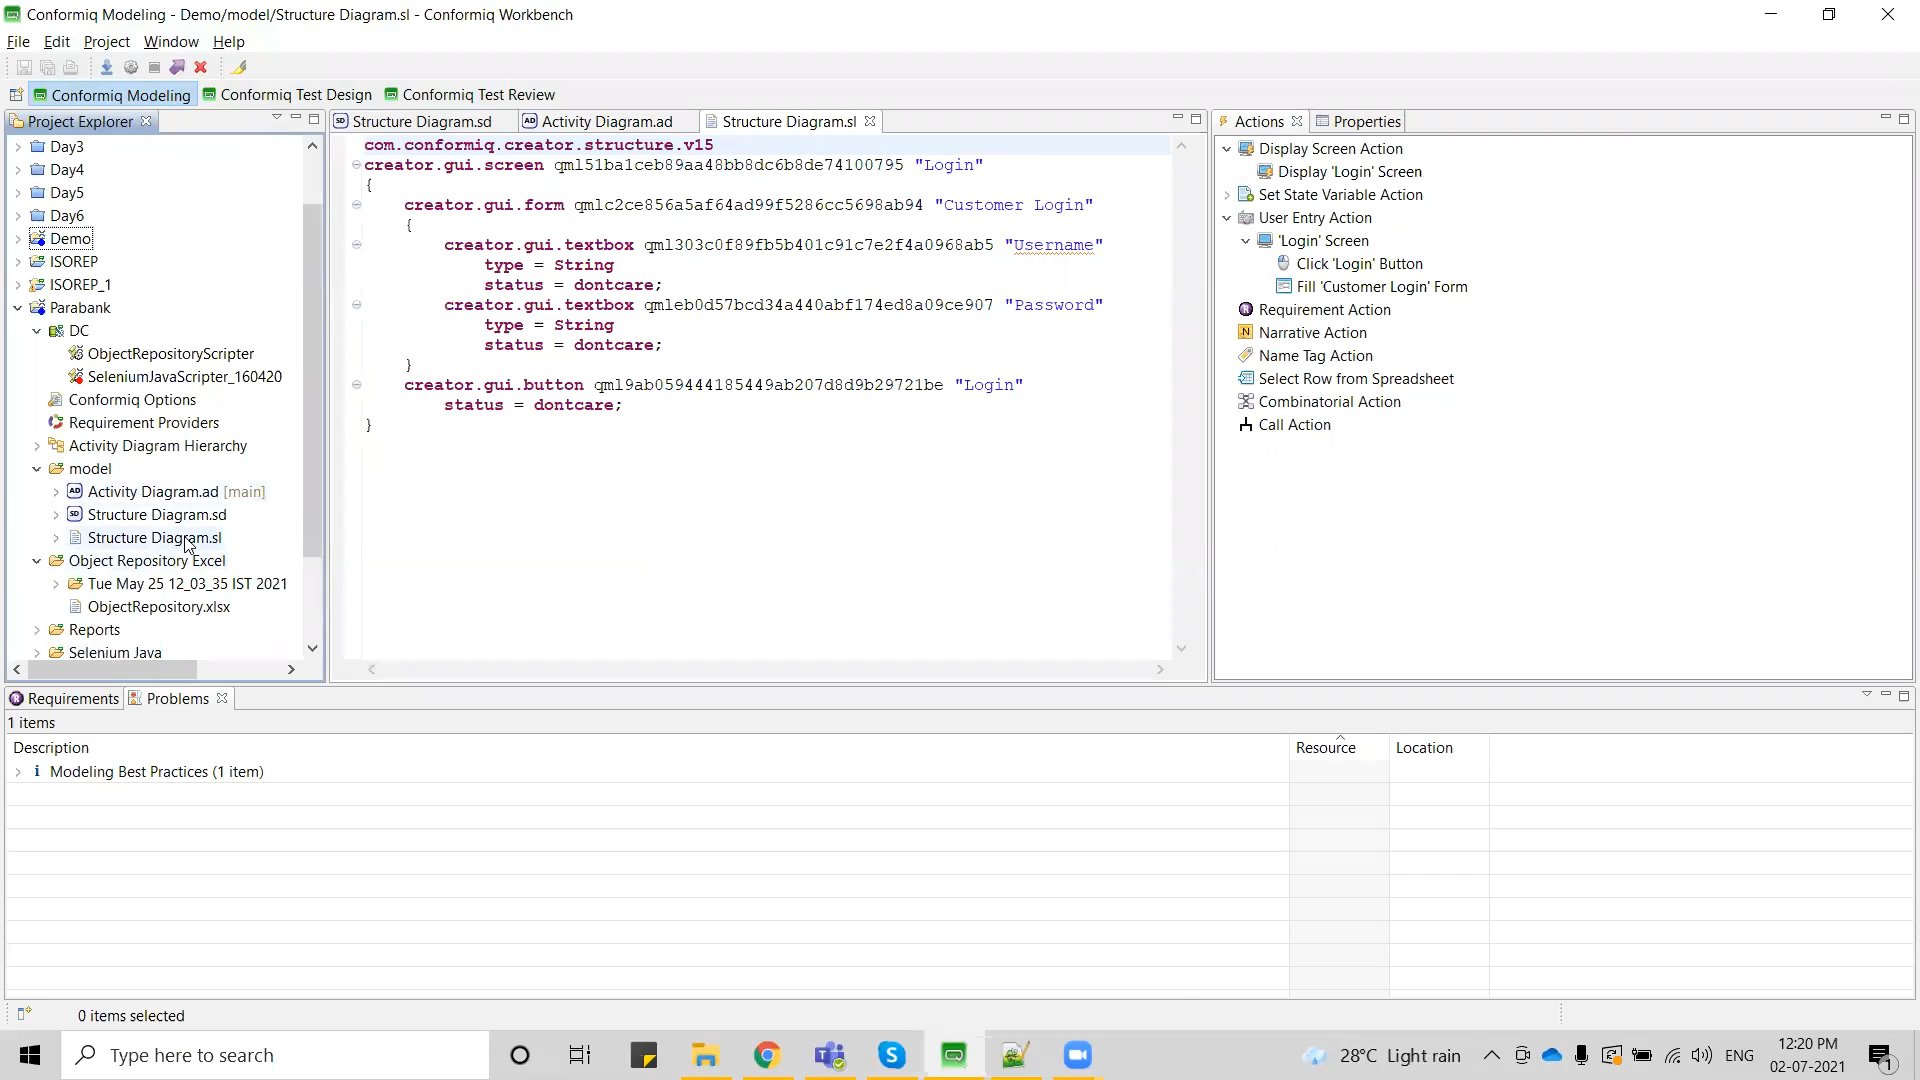 Conformiq Modeling - Demo/model/Structure Diagram.sl - Conformiq Workbench
File Edit Project Window Help
Conformiq Modeling Conformiq Test Design Conformiq Test Review
Project Explorer
Day3
Day4
Day5
Day6
Demo
ISOREP
ISOREP_1
Parabank
DC
ObjectRepositoryScripter
SeleniumJavaScripter_160420
Conformiq Options
Requirement Providers
Activity Diagram Hierarchy
model
AD Activity Diagram.ad [main]
SD Structure Diagram.sd
Structure Diagram.sl
Object Repository Excel
Tue May 25 12_03_35 IST 2021
ObjectRepository.xlsx
Reports
Selenium Java
SD Structure Diagram.sd AD Activity Diagram.ad Structure Diagram.sl
com.conformiq.creator.structure.v15
creator.gui.screen qml51ba1ceb89aa48bb8dc6b8de74100795 "Login"
{
creator.gui.form qmlc2ce856a5af64ad99f5286cc5698ab94 "Customer Login"
{
creator.gui.textbox qml303c0f89fb5b401c91c7e2f4a0968ab5 "Username"
type = String
status = dontcare;
creator.gui.textbox qmleb0d57bcd34a440abf174ed8a09ce907 "Password"
type = String
status = dontcare;
}
creator.gui.button qml9ab059444185449ab207d8d9b29721be "Login"
status = dontcare;
}
Actions Properties
Display Screen Action
Display 'Login' Screen
Set State Variable Action
User Entry Action
'Login' Screen
Click 'Login' Button
Fill 'Customer Login' Form
R Requirement Action
N Narrative Action
Name Tag Action
Select Row from Spreadsheet
Combinatorial Action
Call Action
R Requirements Problems
1 items
Description Resource Location
i Modeling Best Practices (1 item)
0 items selected
Type here to search
28°C Light rain
ENG
12:20 PM
02-07-2021
1